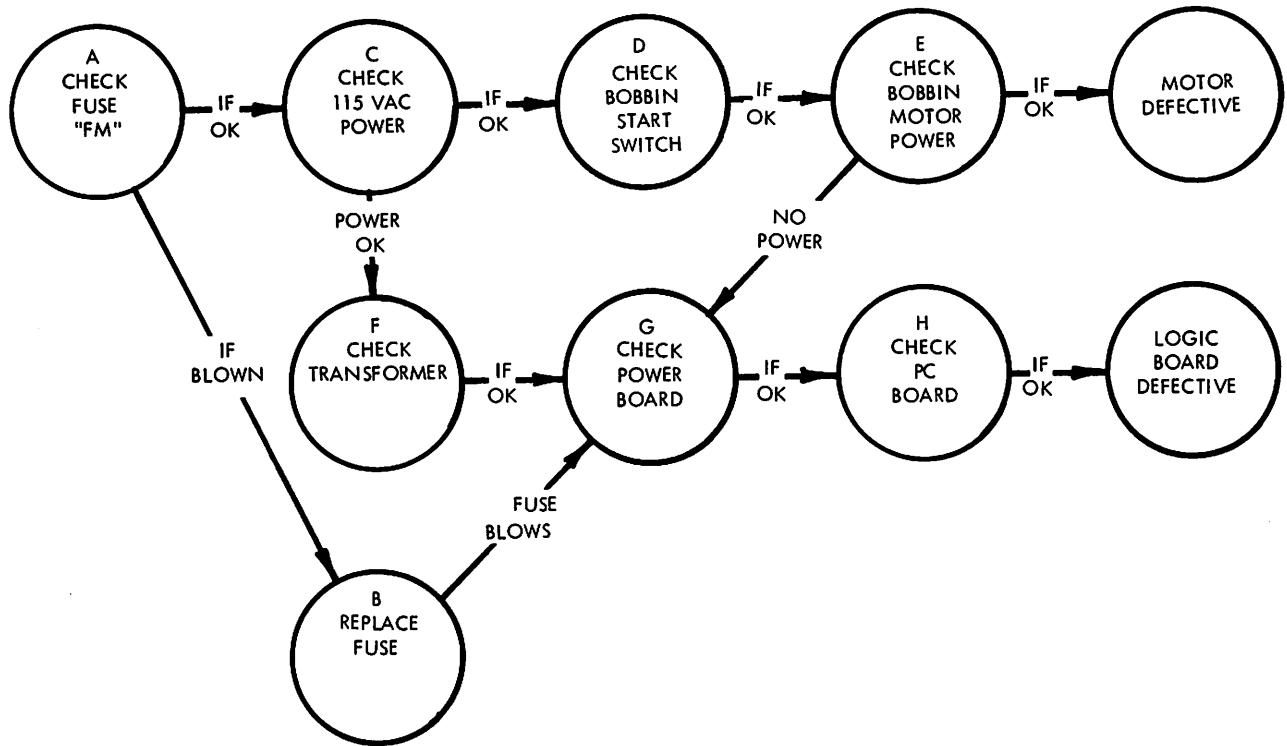 A
CHECK
FUSE
"FM"
IF
OK
C
CHECK
115 VAC
POWER
IF
OK
D
CHECK
BOBBIN
START
SWITCH
IF
OK
E
CHECK
BOBBIN
MOTOR
POWER
IF
OK
MOTOR
DEFECTIVE
POWER
OK
NO
POWER
IF
BLOWN
F
CHECK
TRANSFORMER
IF
OK
G
CHECK
POWER
BOARD
IF
OK
H
CHECK
PC
BOARD
IF
OK
LOGIC
BOARD
DEFECTIVE
FUSE
BLOWS
B
REPLACE
FUSE